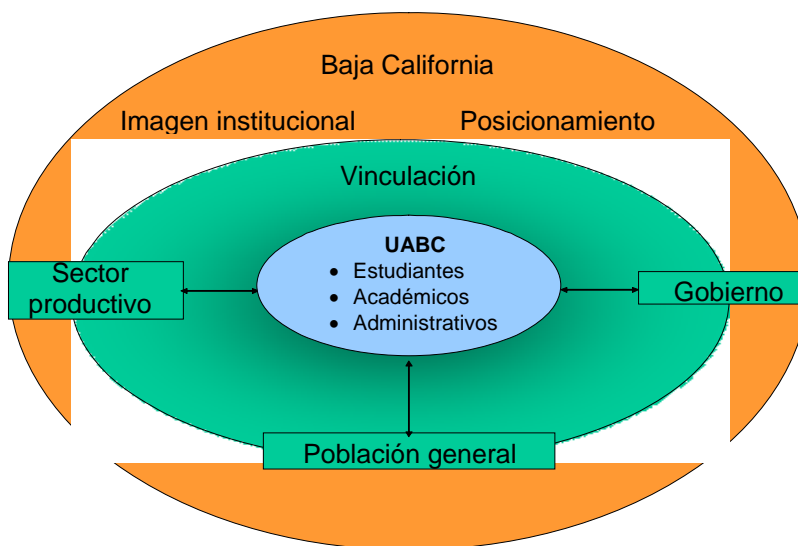 Baja California
Imagen institucional Posicionamiento
Vinculación
UABC
• Estudiantes
• Académicos
• Administrativos
Sector
productivo
Gobierno
Población general